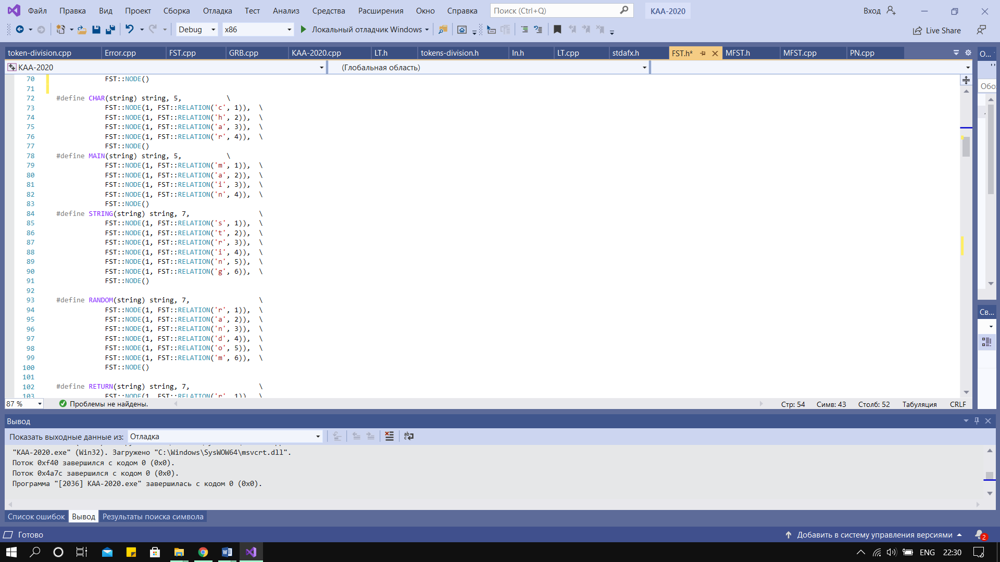 Файл Правка Вид Проект Сборка Отладка Тест Анализ Средства Расширения Окно Справка Поиск (Ctrl+Q) KAA-2020 Вход
Debug x86 Локальный отладчик Windows Live Share
token-division.cpp Error.cpp FST.cpp GRB.cpp KAA-2020.cpp LT.h tokens-division.h In.h LT.cpp stdafx.h FST.h* MFST.h MFST.cpp PN.cpp О...
KAA-2020 (Глобальная область)
70 FST::NODE()
71
72 #define CHAR(string) string, 5, \
73 FST::NODE(1, FST::RELATION('c', 1)), \
74 FST::NODE(1, FST::RELATION('h', 2)), \
75 FST::NODE(1, FST::RELATION('a', 3)), \
76 FST::NODE(1, FST::RELATION('r', 4)), \
77 FST::NODE()
78 #define MAIN(string) string, 5, \
79 FST::NODE(1, FST::RELATION('m', 1)), \
80 FST::NODE(1, FST::RELATION('a', 2)), \
81 FST::NODE(1, FST::RELATION('i', 3)), \
82 FST::NODE(1, FST::RELATION('n', 4)), \
83 FST::NODE()
84 #define STRING(string) string, 7, \
85 FST::NODE(1, FST::RELATION('s', 1)), \
86 FST::NODE(1, FST::RELATION('t', 2)), \
87 FST::NODE(1, FST::RELATION('r', 3)), \
88 FST::NODE(1, FST::RELATION('i', 4)), \
89 FST::NODE(1, FST::RELATION('n', 5)), \
90 FST::NODE(1, FST::RELATION('g', 6)), \
91 FST::NODE()
92
93 #define RANDOM(string) string, 7, \
94 FST::NODE(1, FST::RELATION('r', 1)), \
95 FST::NODE(1, FST::RELATION('a', 2)), \
96 FST::NODE(1, FST::RELATION('n', 3)), \
97 FST::NODE(1, FST::RELATION('d', 4)), \
98 FST::NODE(1, FST::RELATION('o', 5)), \
99 FST::NODE(1, FST::RELATION('m', 6)), \
100 FST::NODE()
101
102 #define RETURN(string) string, 7, \
103 FST::NODE(1, FST::RELATION('r', 1)), \
Обо
Св...
87 % Проблемы не найдены. Стр: 54 Симв: 43 Столб: 52 Табуляция CRLF
Вывод
Показать выходные данные из: Отладка
"KAA-2020.exe" (Win32). Загружено "C:\Windows\SysWOW64\msvcrt.dll".
Поток 0xf40 завершился с кодом 0 (0x0).
Поток 0x4a7c завершился с кодом 0 (0x0).
Программа "[2036] KAA-2020.exe" завершилась с кодом 0 (0x0).
Список ошибок Вывод Результаты поиска символа
Готово Добавить в систему управления версиями 2
ENG 22:30